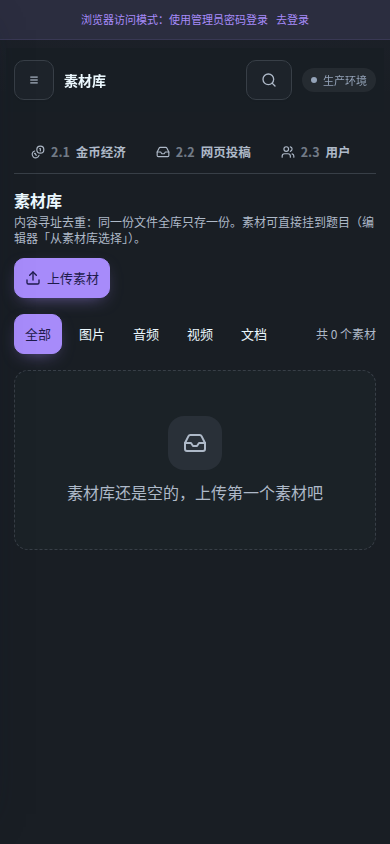 浏览器访问模式：使用管理员密码登录 去登录
素材库
生产环境
2.1 金币经济
2.2 网页投稿
2.3 用户
素材库
内容寻址去重：同一份文件全库只存一份。素材可直接挂到题目（编
辑器「从素材库选择」）。
上传素材
全部
图片
音频
视频
文档
共 0 个素材
素材库还是空的，上传第一个素材吧